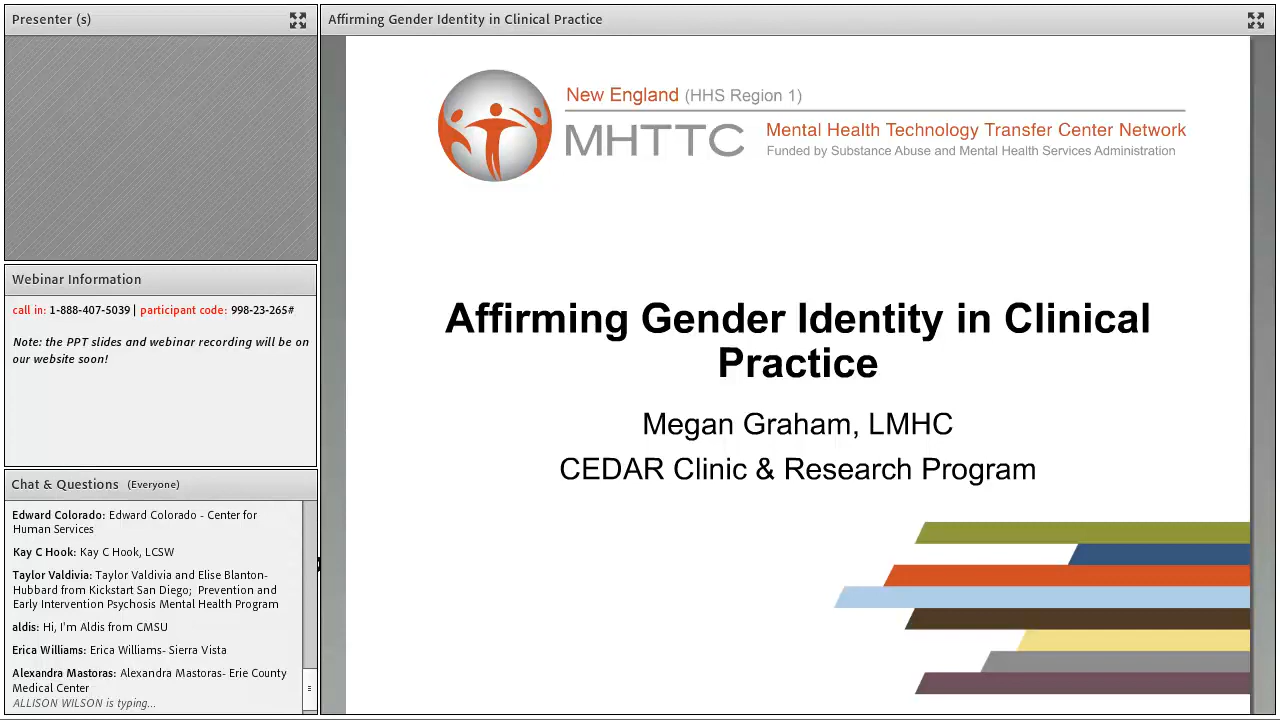 Presenter (s)
Affirming Gender Identity in Clinical Practice
New England (HHS Region 1)
MHTTC
Mental Health Technology Transfer Center Network
Funded by Substance Abuse and Mental Health Services Administration
Affirming Gender Identity in Clinical
Practice
Megan Graham, LMHC
CEDAR Clinic & Research Program
Webinar Information
call in: 1-888-407-5039 | participant code: 998-23-265#
Note: the PPT slides and webinar recording will be on
our website soon!
Chat & Questions (Everyone)
Edward Colorado: Edward Colorado - Center for
Human Services
Kay C Hook: Kay C Hook, LCSW
Taylor Valdivia: Taylor Valdivia and Elise Blanton-
Hubbard from Kickstart San Diego; Prevention and
Early Intervention Psychosis Mental Health Program
aldis: Hi, I'm Aldis from CMSU
Erica Williams: Erica Williams- Sierra Vista
Alexandra Mastoras: Alexandra Mastoras- Erie County
Medical Center
ALLISON WILSON is typing...